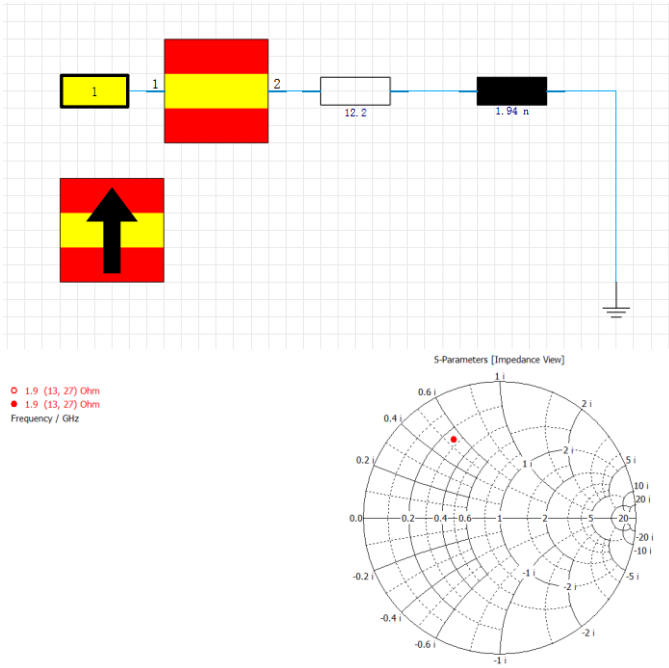 1
1
2
12.2
1.94 n
S-Parameters [Impedance View]
1.9 (13, 27) Ohm
1.9 (13, 27) Ohm
Frequency / GHz
1 i
0.6 i
2 i
0.4 i
0.2 i
1 i
2 i
5 i
10 i
20 i
0.0
0.2
0.4
0.6
1
2
5
20
-20 i
-10 i
-0.2 i
-1 i
-2 i
-5 i
-0.4 i
-0.6 i
-2 i
-1 i